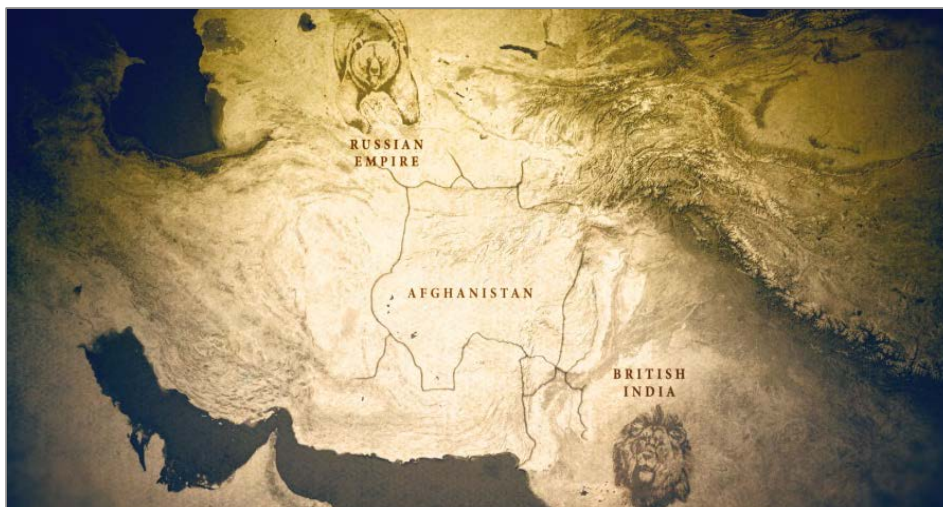 RUSSIAN
EMPIRE
AFGHANISTAN
BRITISH
INDIA